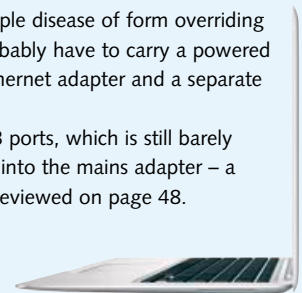 ple disease of form overriding
bably have to carry a powered
hernet adapter and a separate
ports, which is still barely
into the mains adapter – a
eviewed on page 48.